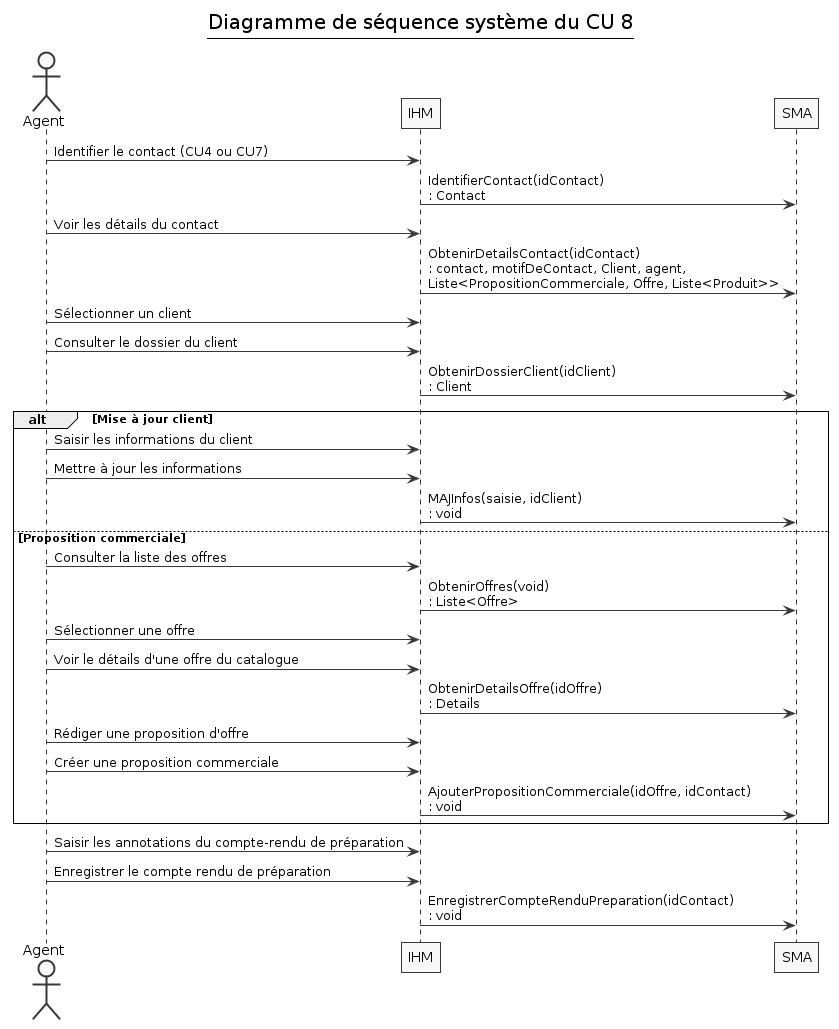 Diagramme de séquence système du CU 8
Agent
IHM
SMA
Identifier le contact (CU4 ou CU7)
IdentifierContact(idContact)
: Contact
Voir les détails du contact
ObtenirDetailsContact(idContact)
: contact, motifDeContact, Client, agent,
Liste<PropositionCommerciale, Offre, Liste<Produit>>
Sélectionner un client
Consulter le dossier du client
ObtenirDossierClient(idClient)
: Client
alt
[Mise à jour client]
Saisir les informations du client
Mettre à jour les informations
MAJInfos(saisie, idClient)
: void
[Proposition commerciale]
Consulter la liste des offres
ObtenirOffres(void)
: Liste<Offre>
Sélectionner une offre
Voir le détails d'une offre du catalogue
ObtenirDetailsOffre(idOffre)
: Details
Rédiger une proposition d'offre
Créer une proposition commerciale
AjouterPropositionCommerciale(idOffre, idContact)
: void
Saisir les annotations du compte-rendu de préparation
Enregistrer le compte rendu de préparation
EnregistrerCompteRenduPreparation(idContact)
: void
Agent
IHM
SMA